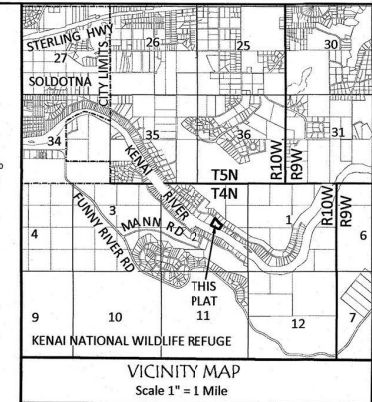 STERLING HWY
26
25
30
27
CITY LIMITS
SOLDOTNA
35
36
31
34
KENAI RIVER
R10W
R9W
T5N
T4N
3
MANN RD
2
1
R10W
R9W
6
4
FUNNY RIVER RD
THIS
PLAT
11
9
10
12
7
KENAI NATIONAL WILDLIFE REFUGE
VICINITY MAP
Scale 1" = 1 Mile